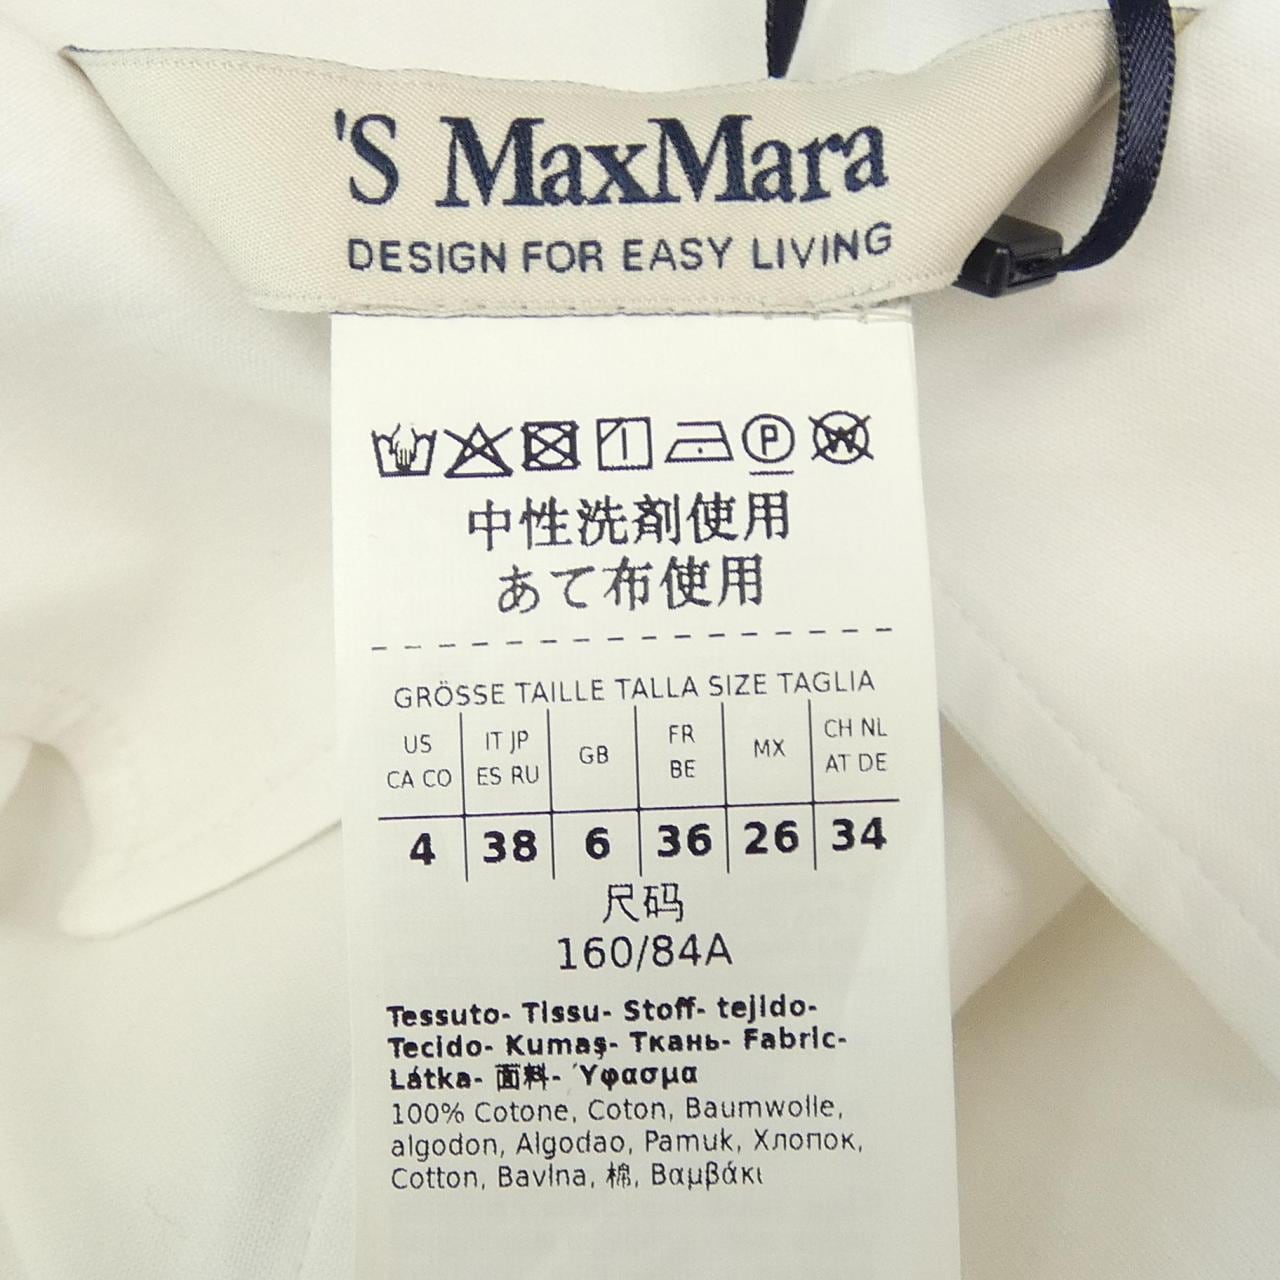 'S MaxMara
DESIGN FOR EASY LIVING
P W
中性洗剤使用
あて布使用
GRÖSSE TAILLE TALLA SIZE TAGLIA
US CA CO
IT JP ES RU
GB
FR BE
MX
CH NL AT DE
4 38 6 36 26 34
尺码
160/84A
Tessuto- Tissu- Stoff- tejido-
Tecido- Kumaş- Ткань- Fabric-
Látka- 面料- Ύφασμα
100% Cotone, Coton, Baumwolle,
algodon, Algodao, Pamuk, Хлопок,
Cotton, Bavlna, 棉, Βαμβάκι